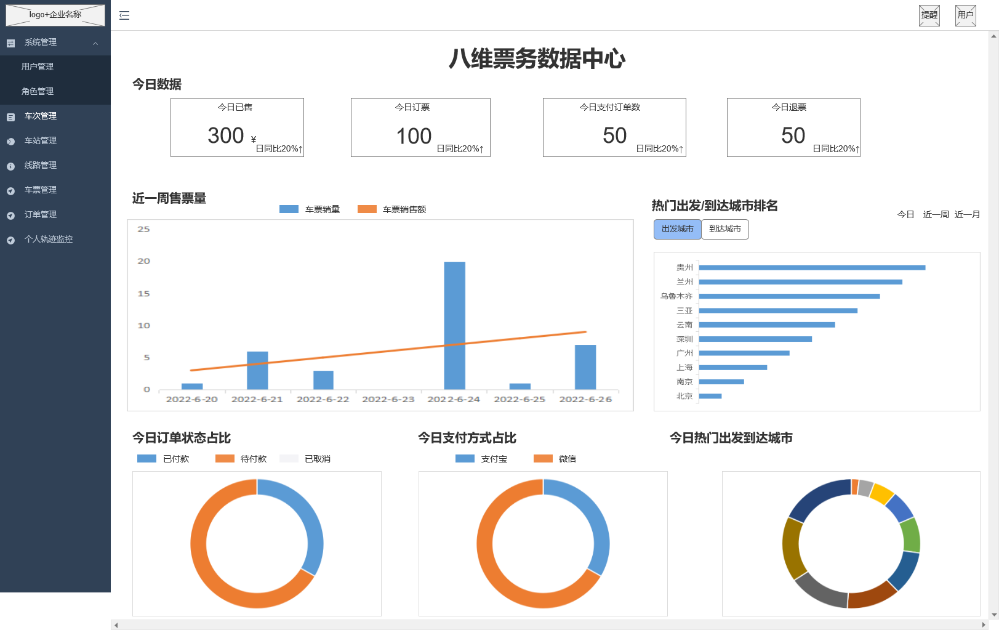 logo+企业名称
提醒
用户
系统管理
用户管理
角色管理
车次管理
车站管理
线路管理
车票管理
订单管理
个人轨迹监控
八维票务数据中心
今日数据
今日已售
300 ¥
日同比20%↑
今日订票
100
日同比20%↑
今日支付订单数
50
日同比20%↑
今日退票
50
日同比20%↑
近一周售票量
车票销量
车票销售额
25
20
15
10
5
0
2022-6-20 2022-6-21 2022-6-22 2022-6-23 2022-6-24 2022-6-25 2022-6-26
热门出发/到达城市排名
今日 近一周 近一月
出发城市 到达城市
贵州
兰州
乌鲁木齐
三亚
云南
深圳
广州
上海
南京
北京
今日订单状态占比
已付款 待付款 已取消
今日支付方式占比
支付宝 微信
今日热门出发到达城市